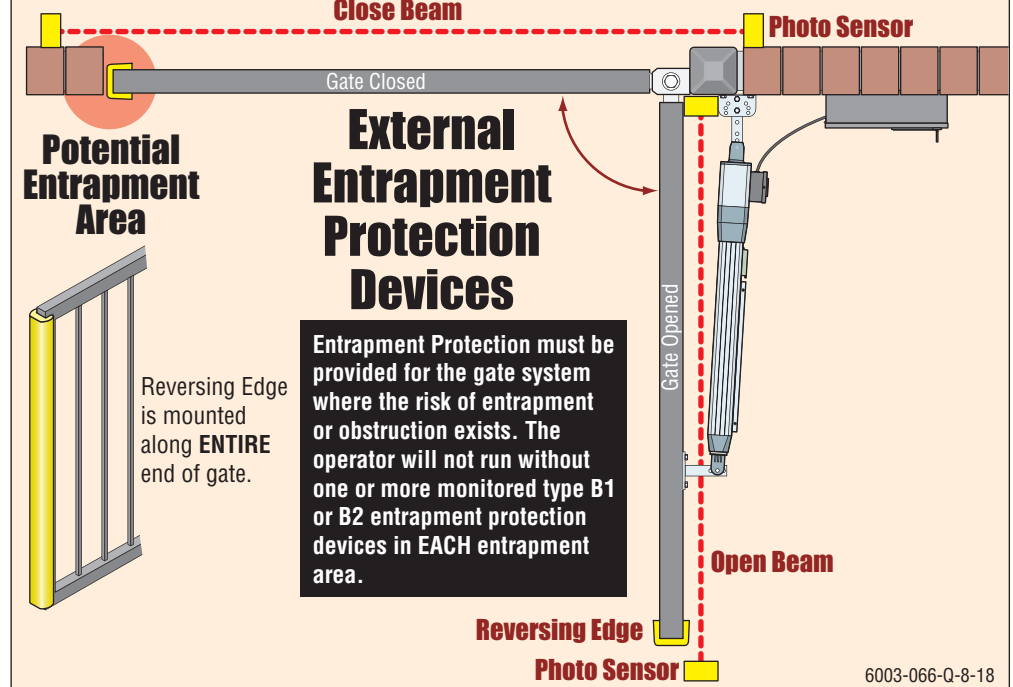 Close Beam
Photo Sensor
Gate Closed
Potential
Entrapment
Area
External
Entrapment
Protection
Devices
Gate Opened
Reversing Edge
is mounted
along ENTIRE
end of gate.
Entrapment Protection must be
provided for the gate system
where the risk of entrapment
or obstruction exists. The
operator will not run without
one or more monitored type B1
or B2 entrapment protection
devices in EACH entrapment
area.
Open Beam
Reversing Edge
Photo Sensor
6003-066-Q-8-18